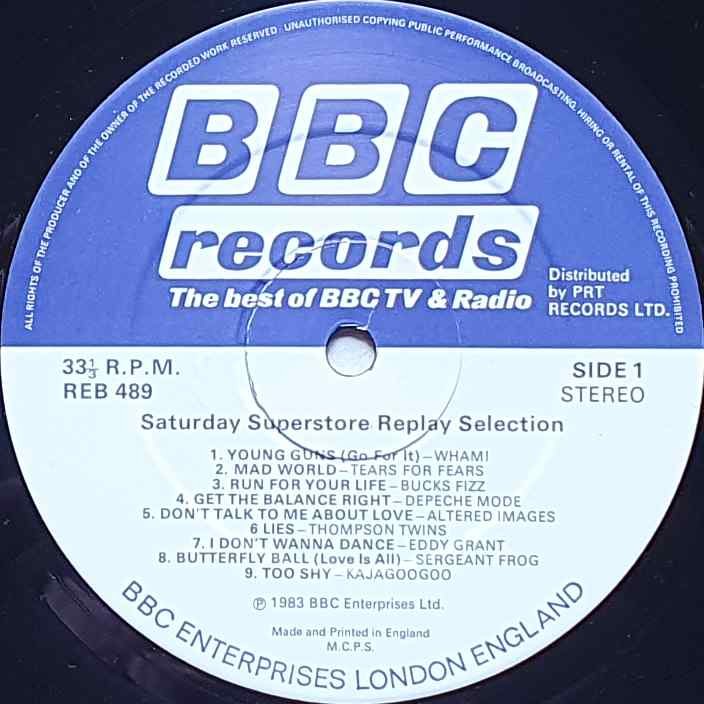 ALL RIGHTS OF THE PRODUCER AND OF THE OWNER OF THE RECORDED WORK RESERVED. UNAUTHORISED COPYING PUBLIC PERFORMANCE BROADCASTING, HIRING OR RENTAL OF THIS RECORDING PROHIBITED
BBC
records
The best of BBC TV & Radio
Distributed
by PRT
RECORDS LTD.
33⅓ R.P.M.
REB 489
SIDE 1
STEREO
Saturday Superstore Replay Selection
1. YOUNG GUNS (Go For It) – WHAM!
2. MAD WORLD – TEARS FOR FEARS
3. RUN FOR YOUR LIFE – BUCKS FIZZ
4. GET THE BALANCE RIGHT – DEPECHE MODE
5. DON'T TALK TO ME ABOUT LOVE – ALTERED IMAGES
6 LIES – THOMPSON TWINS
7. I DON'T WANNA DANCE – EDDY GRANT
8. BUTTERFLY BALL (Love Is All) – SERGEANT FROG
9. TOO SHY – KAJAGOOGOO
℗ 1983 BBC Enterprises Ltd.
Made and Printed in England
M.C.P.S.
BBC ENTERPRISES LONDON ENGLAND